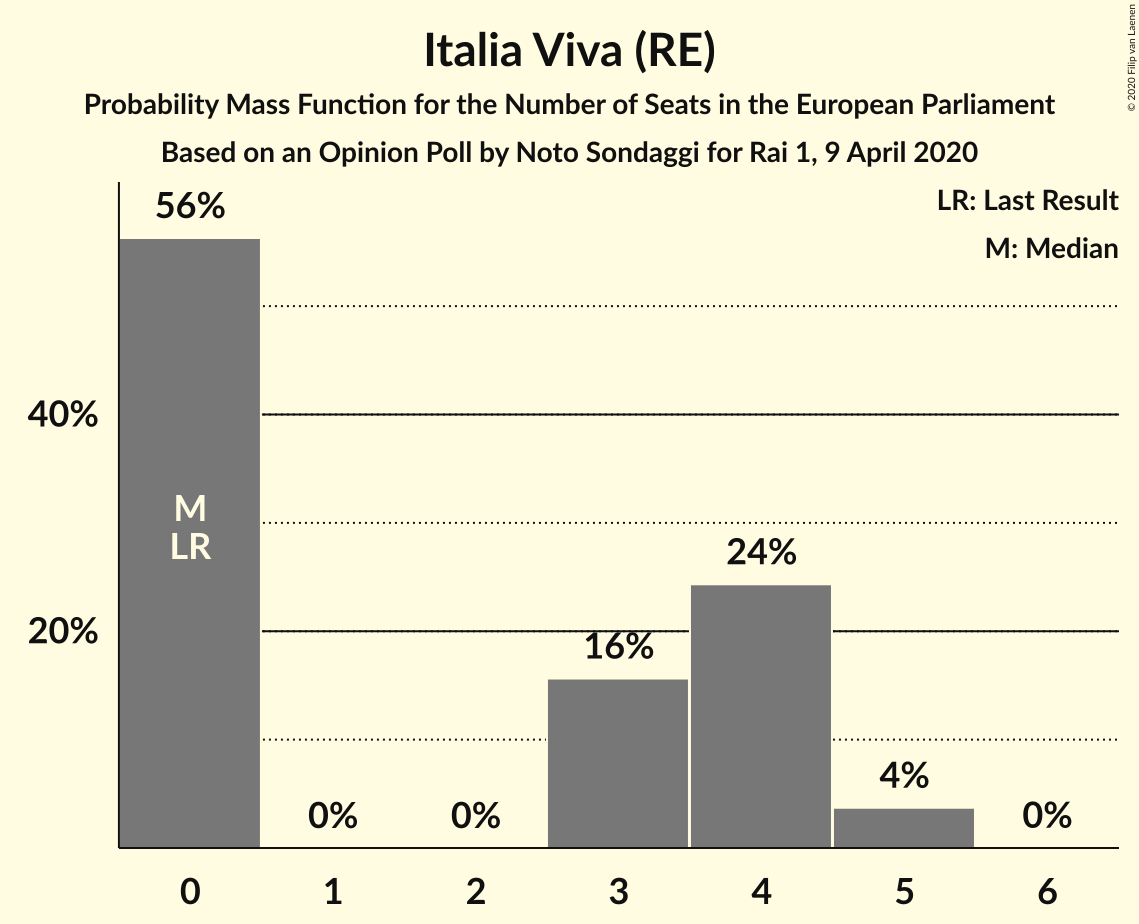 Italia Viva (RE)
Probability Mass Function for the Number of Seats in the European Parliament
Based on an Opinion Poll by Noto Sondaggi for Rai 1, 9 April 2020
© 2020 Filip van Laenen
LR: Last Result
M: Median
56%
40%
M
LR
24%
20%
16%
4%
0%
0%
0%
0
1
2
3
4
5
6